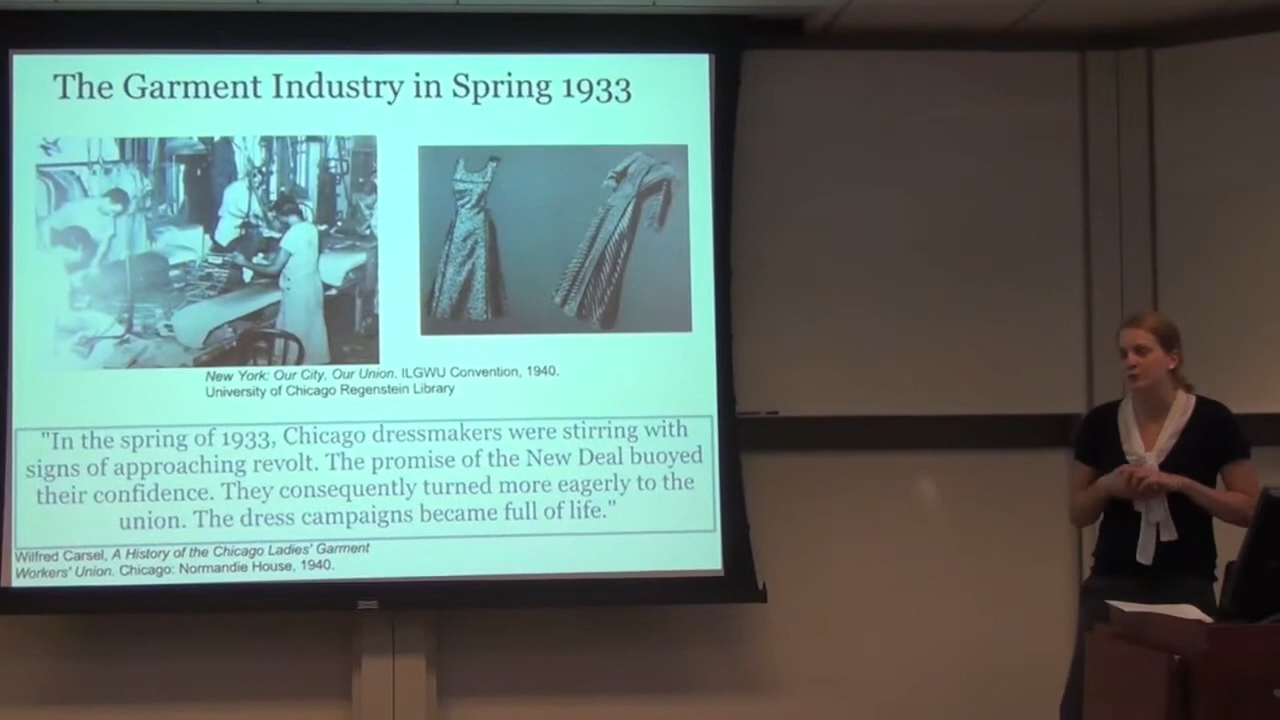 The Garment Industry in Spring 1933
New York: Our City, Our Union. ILGWU Convention, 1940.
University of Chicago Regenstein Library
"In the spring of 1933, Chicago dressmakers were stirring with
signs of approaching revolt. The promise of the New Deal buoyed
their confidence. They consequently turned more eagerly to the
union. The dress campaigns became full of life."
Wilfred Carsel, A History of the Chicago Ladies' Garment
Workers' Union. Chicago: Normandie House, 1940.